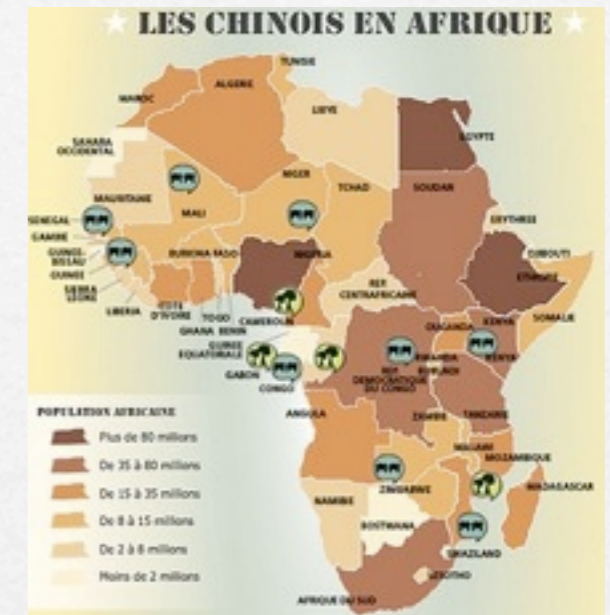 LES CHINOIS EN AFRIQUE
TUNISIE
ALGERIE
MAROC
LIBYE
EGYPTE
SAHARA
OCCIDENTAL
MAURITANIE
MALI
NIGER
TCHAD
SOUDAN
ERYTHREE
SENEGAL
GAMBIE
GUINEE-
BISSAU
GUINEE
SIERRA
LEONE
LIBERIA
COTE
D'IVOIRE
BURKINA FASO
TOGO
GHANA BENIN
NIGERIA
CAMEROUN
REP.
CENTRAFRICAINE
DJIBOUTI
ETHIOPIE
SOMALIE
GUINEE
EQUATORIALE
GABON
CONGO
REP.
DEMOCRATIQUE
DU CONGO
OUGANDA
KENYA
RWANDA
BURUNDI
KENYA
TANZANIE
ANGOLA
ZAMBIE
MALAWI
MOZAMBIQUE
MADAGASCAR
ZIMBABWE
NAMIBIE
BOSTWANA
SWAZILAND
LESOTHO
AFRIQUE DU SUD
POPULATION AFRICAINE
Plus de 80 millions
De 35 à 80 millions
De 15 à 35 millions
De 8 à 15 millions
De 2 à 8 millions
Moins de 2 millions